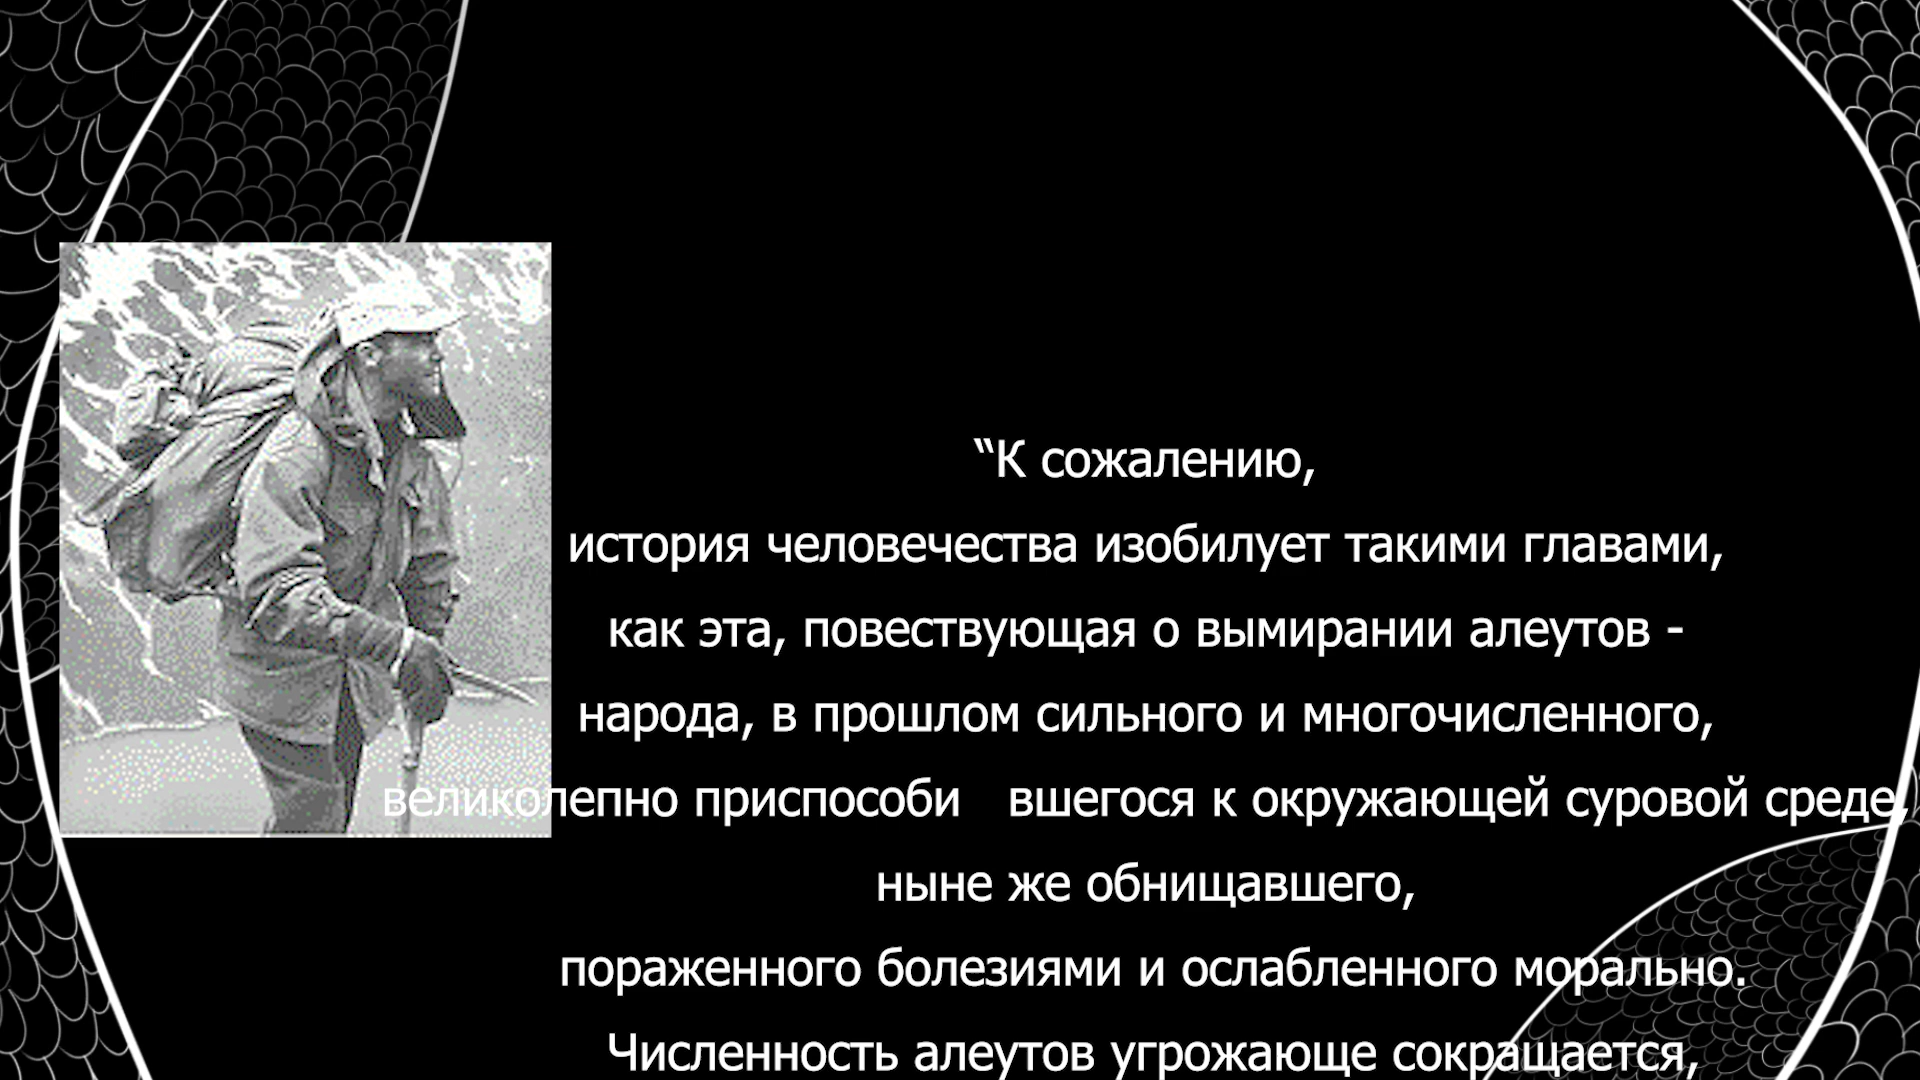 “К сожалению,
история человечества изобилует такими главами,
как эта, повествующая о вымирании алеутов -
народа, в прошлом сильного и многочисленного,
великолепно приспоби вшегося к окружающей суровой среде,
ныне же обнищавшего,
пораженного болезиями и ослабленного морально.
Численность алеутов угрожающе сокращается,